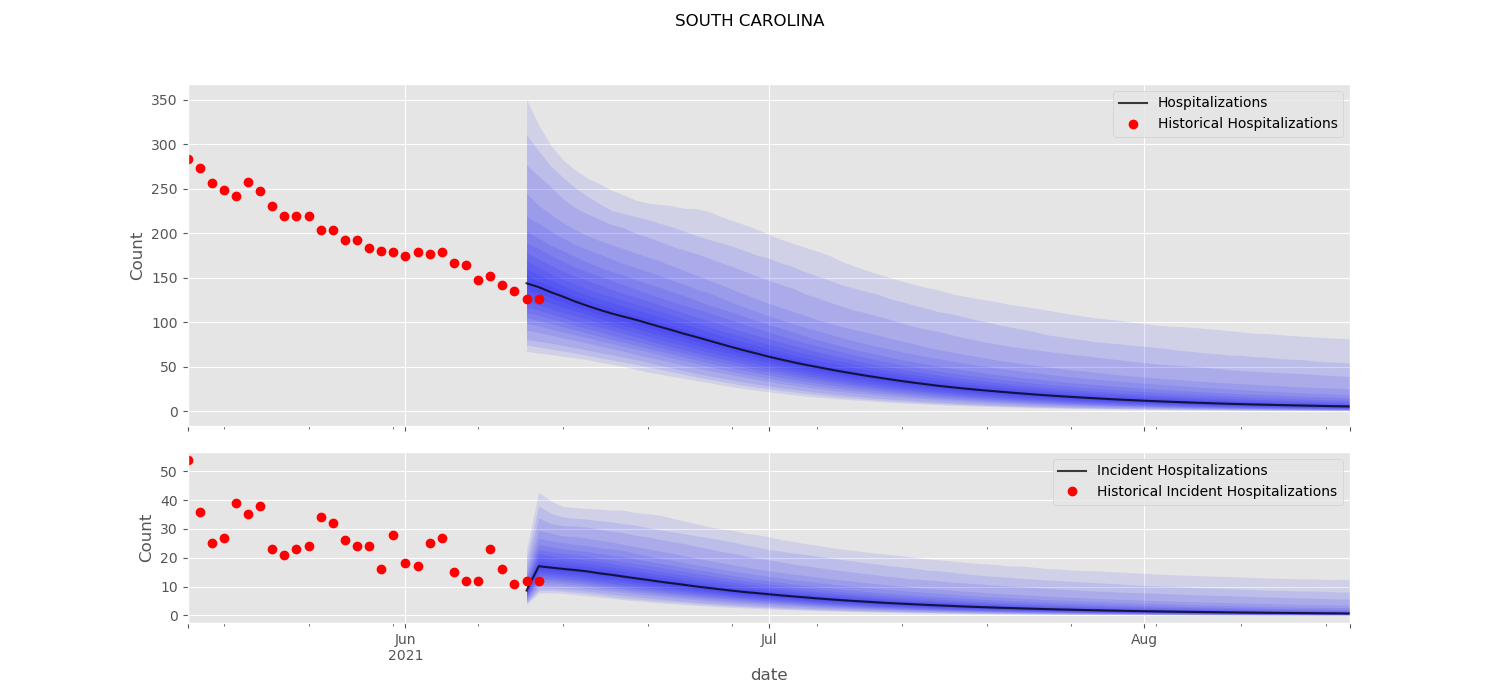 SOUTH CAROLINA
Hospitalizations
Historical Hospitalizations
350
300
250
200
150
100
50
0
Count
Incident Hospitalizations
Historical Incident Hospitalizations
50
40
30
20
10
0
Count
Jun Jul Aug
2021
date